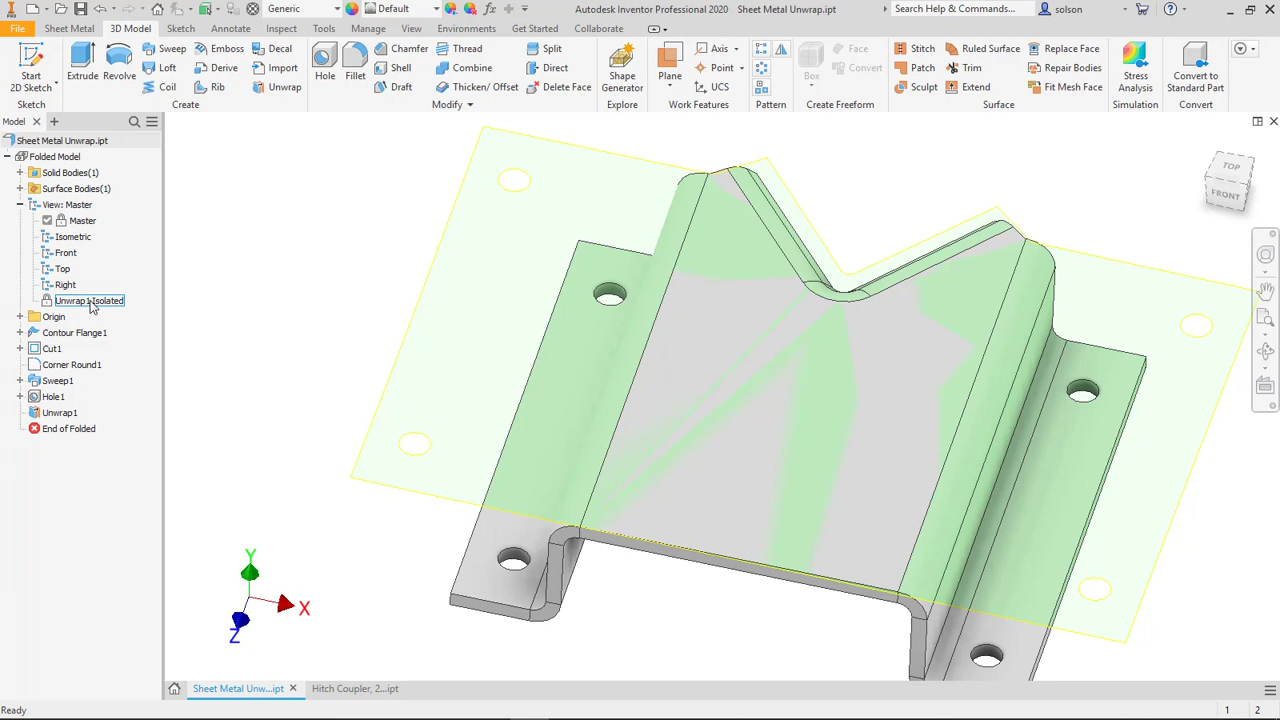 PRO
Generic
Default
Autodesk Inventor Professional 2020
Sheet Metal Unwrap.ipt
Search Help & Commands...
solson
File
Sheet Metal
3D Model
Sketch
Annotate
Inspect
Tools
Manage
View
Environments
Get Started
Collaborate
Start
2D Sketch
Extrude
Revolve
Sweep
Loft
Coil
Emboss
Derive
Rib
Decal
Import
Unwrap
Hole
Fillet
Chamfer
Shell
Draft
Thread
Combine
Thicken/ Offset
Split
Direct
Delete Face
Shape
Generator
Plane
Axis
Point
UCS
Box
Face
Convert
Stitch
Patch
Sculpt
Ruled Surface
Trim
Extend
Replace Face
Repair Bodies
Fit Mesh Face
Stress
Analysis
Convert to
Standard Part
Sketch
Create
Modify
Explore
Work Features
Pattern
Create Freeform
Surface
Simulation
Convert
Model
Sheet Metal Unwrap.ipt
Folded Model
Solid Bodies(1)
Surface Bodies(1)
View: Master
Master
Isometric
Front
Top
Right
Unwrap1 Isolated
Origin
Contour Flange1
Cut1
Corner Round1
Sweep1
Hole1
Unwrap1
End of Folded
TOP
FRONT
Y
X
Z
Sheet Metal Unw...ipt
Hitch Coupler, 2...ipt
Ready
1
2